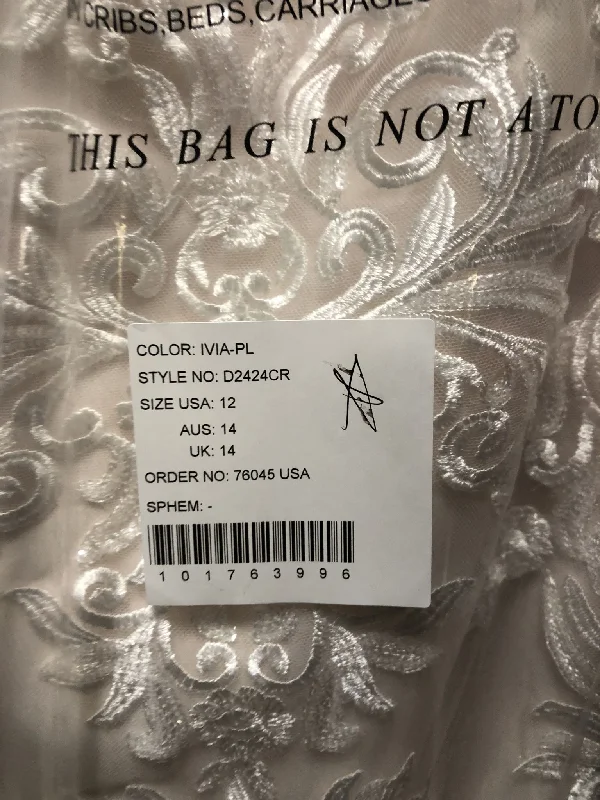 CRIBS,BEDS,CARRIAGES
THIS BAG IS NOT A TO
COLOR: IVIA-PL
STYLE NO: D2424CR
SIZE USA: 12
AUS: 14
UK: 14
ORDER NO: 76045 USA
SPHEM: -
101763996